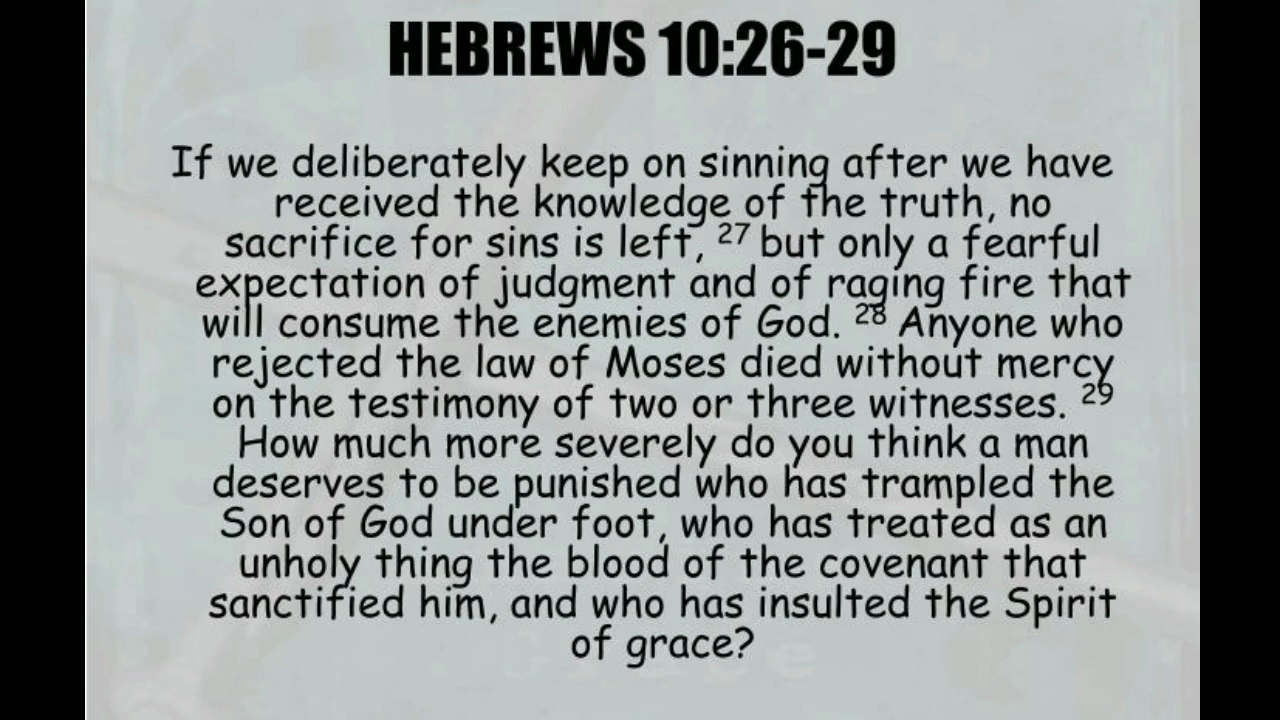 HEBREWS 10:26-29
If we deliberately keep on sinning after we have
received the knowledge of the truth, no
sacrifice for sins is left, 27 but only a fearful
expectation of judgment and of raging fire that
will consume the enemies of God. 28 Anyone who
rejected the law of Moses died without mercy
on the testimony of two or three witnesses. 29
How much more severely do you think a man
deserves to be punished who has trampled the
Son of God under foot, who has treated as an
unholy thing the blood of the covenant that
sanctified him, and who has insulted the Spirit
of grace?